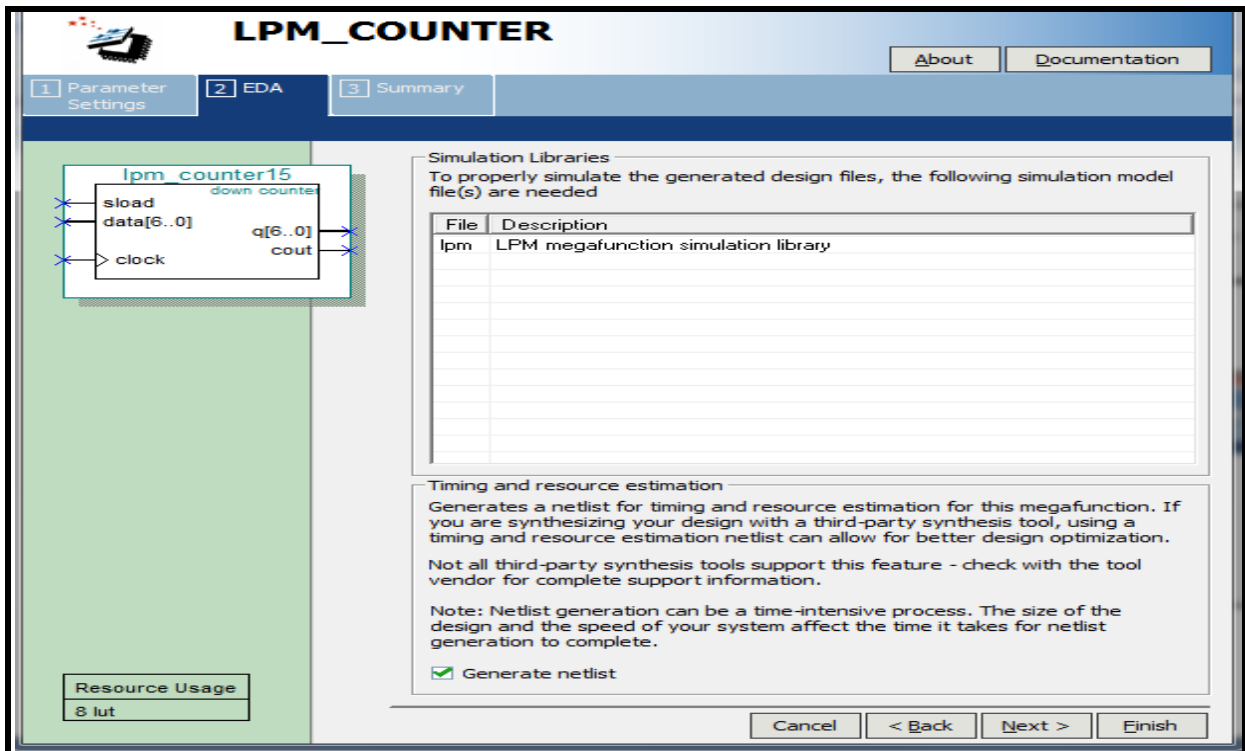 LPM_COUNTER
About
Documentation
1 Parameter Settings
2 EDA
3 Summary
lpm_counter15
down counter
sload
data[6..0]
clock
q[6..0]
cout
Simulation Libraries
To properly simulate the generated design files, the following simulation model
file(s) are needed
File Description
lpm LPM megafunction simulation library
Timing and resource estimation
Generates a netlist for timing and resource estimation for this megafunction. If
you are synthesizing your design with a third-party synthesis tool, using a
timing and resource estimation netlist can allow for better design optimization.
Not all third-party synthesis tools support this feature - check with the tool
vendor for complete support information.
Note: Netlist generation can be a time-intensive process. The size of the
design and the speed of your system affect the time it takes for netlist
generation to complete.
Generate netlist
Resource Usage
8 lut
Cancel
< Back
Next >
Finish